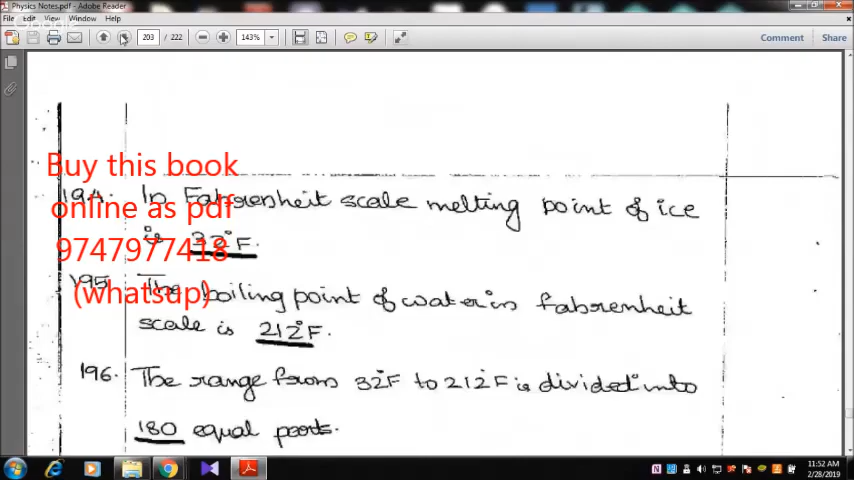 Physics Notes.pdf - Adobe Reader
File Edit View Window Help
203 / 222 143% Comment Share
Buy this book
online as pdf
9747977418
(whatsup)
194. In Fahrenheit scale melting point of ice
is 32°F.
195. The boiling point of water in fahrenheit
scale is 212°F.
196. The range from 32°F to 212°F is divided into
180 equal parts.
11:52 AM
2/28/2019